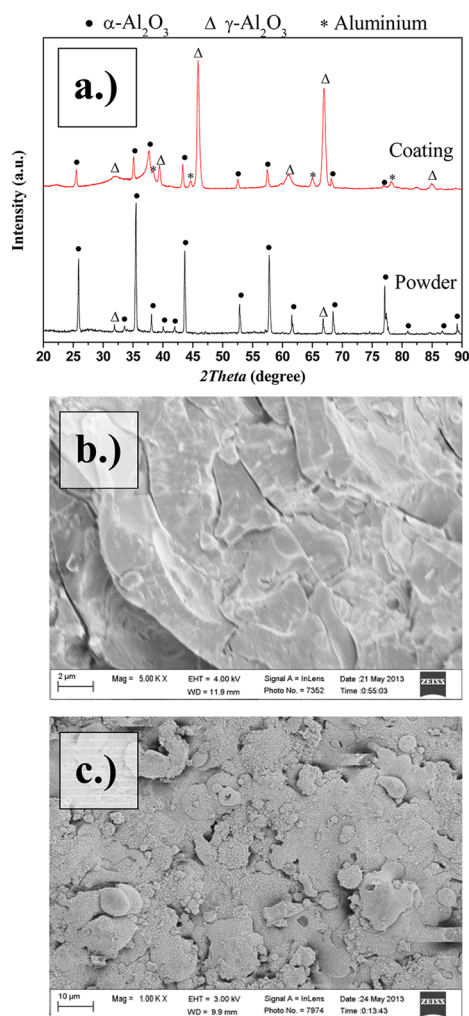 • α-Al₂O₃ Δ γ-Al₂O₃ * Aluminium
a.)
Coating
Powder
Intensity (a.u.)
20 25 30 35 40 45 50 55 60 65 70 75 80 85 90
2Theta (degree)
b.)
2 µm
Mag = 5.00 K X EHT = 4.00 kV Signal A = InLens Date :21 May 2013
WD = 11.9 mm Photo No. = 7352 Time :0:55:03
ZEISS
c.)
10 µm
Mag = 1.00 K X EHT = 3.00 kV Signal A = InLens Date :24 May 2013
WD = 9.9 mm Photo No. = 7974 Time :0:13:43
ZEISS